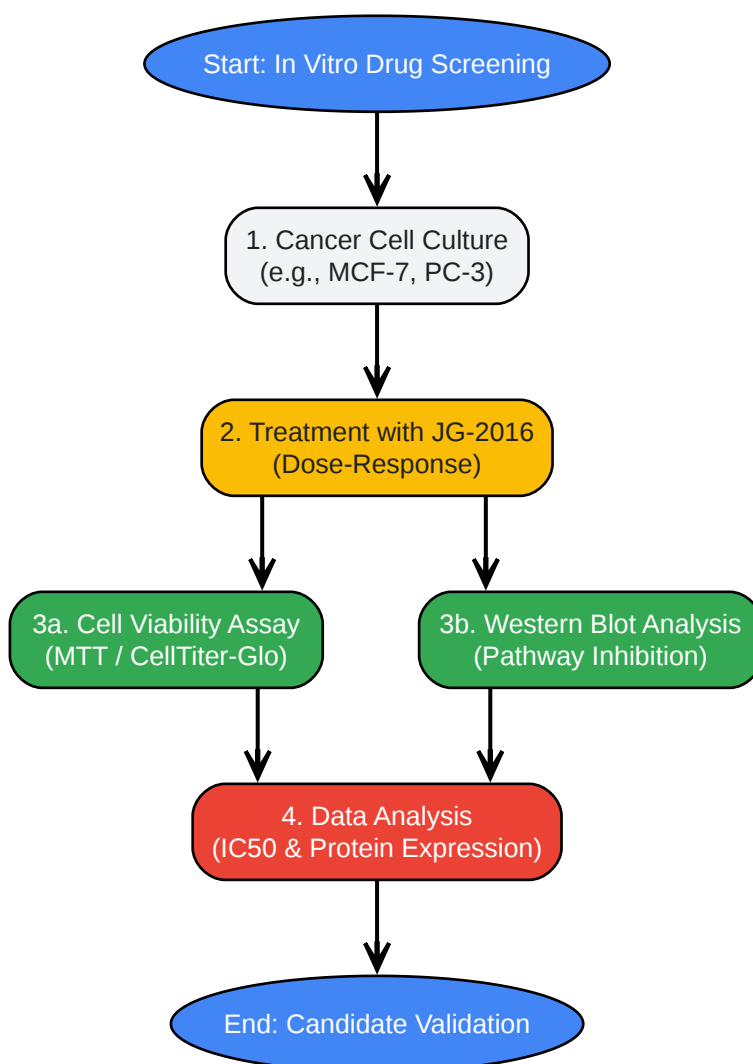 Start: In Vitro Drug Screening
1. Cancer Cell Culture
(e.g., MCF-7, PC-3)
2. Treatment with JG-2016
(Dose-Response)
3a. Cell Viability Assay
(MTT / CellTiter-Glo)
3b. Western Blot Analysis
(Pathway Inhibition)
4. Data Analysis
(IC50 & Protein Expression)
End: Candidate Validation